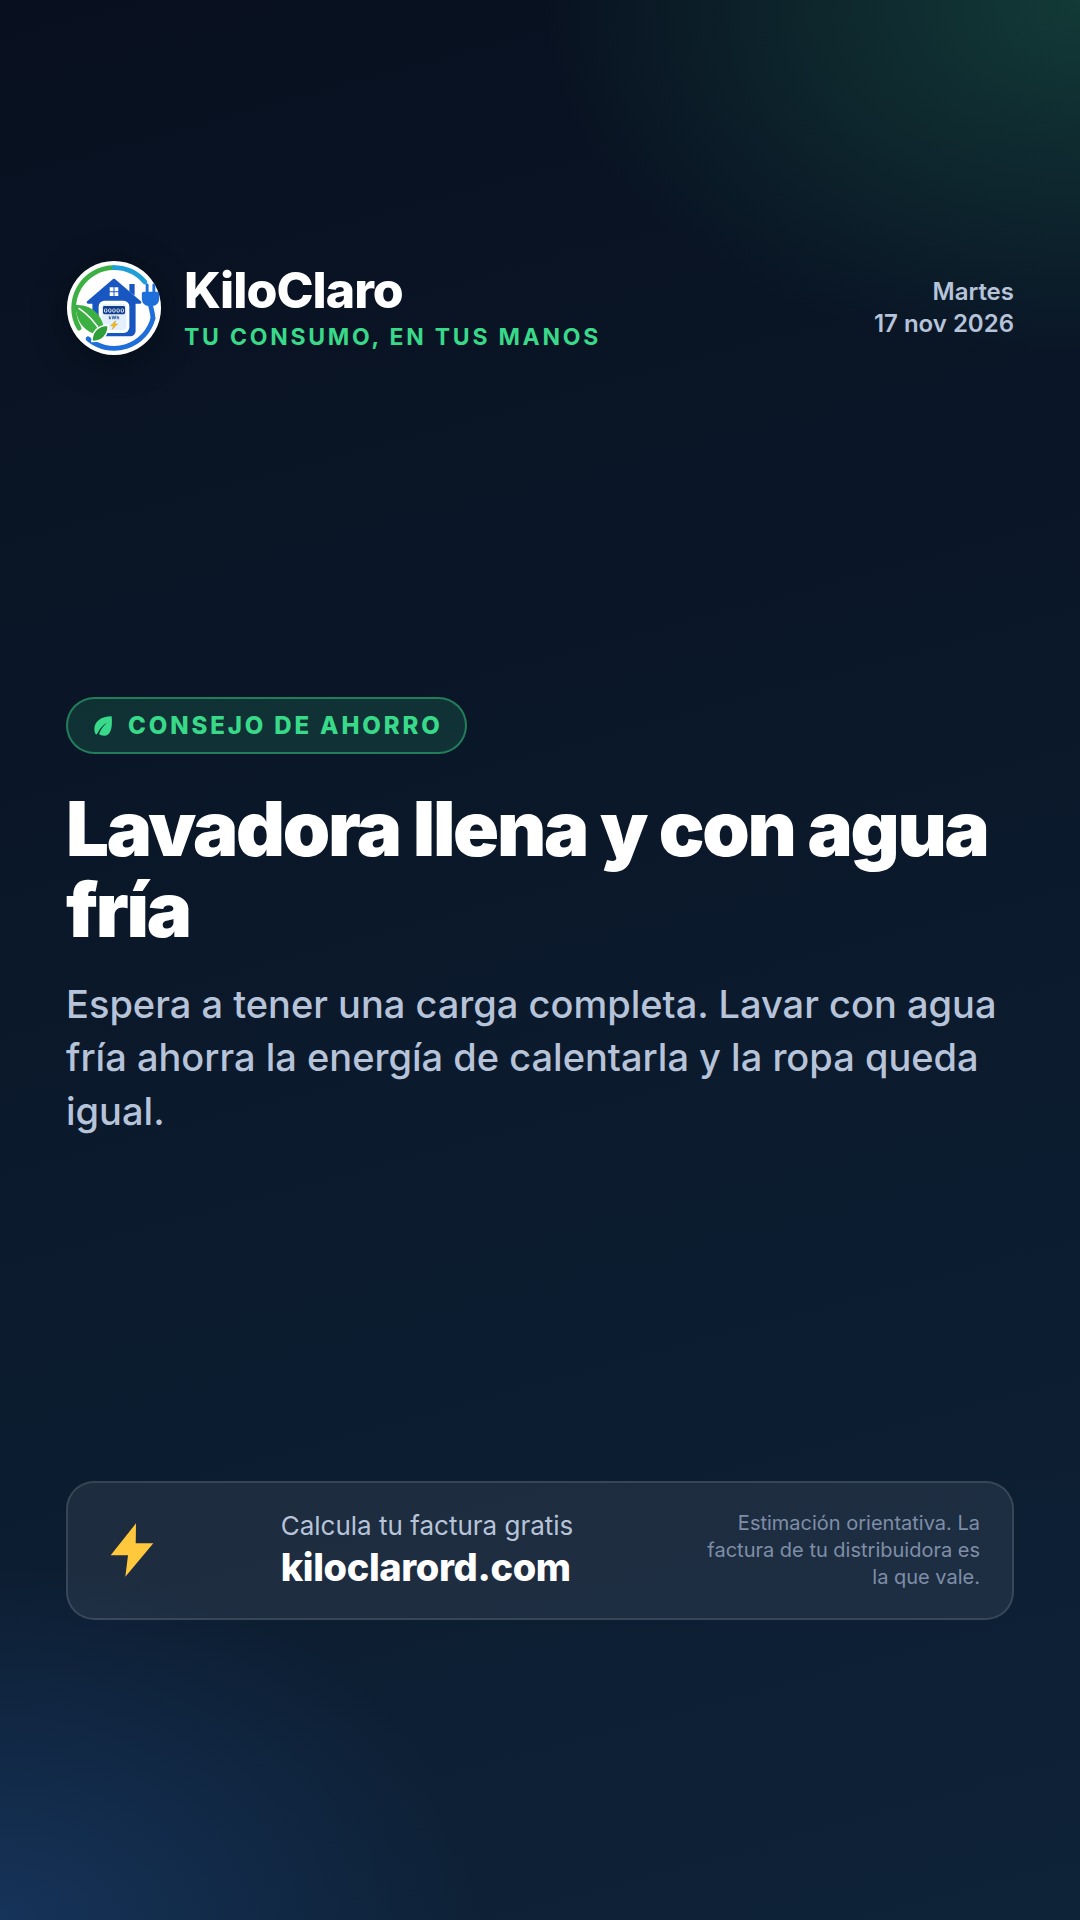 KiloClaro
TU CONSUMO, EN TUS MANOS
Martes
17 nov 2026
CONSEJO DE AHORRO
Lavadora llena y con agua
fría
Espera a tener una carga completa. Lavar con agua
fría ahorra la energía de calentarla y la ropa queda
igual.
Calcula tu factura gratis
kiloclarord.com
Estimación orientativa. La
factura de tu distribuidora es
la que vale.